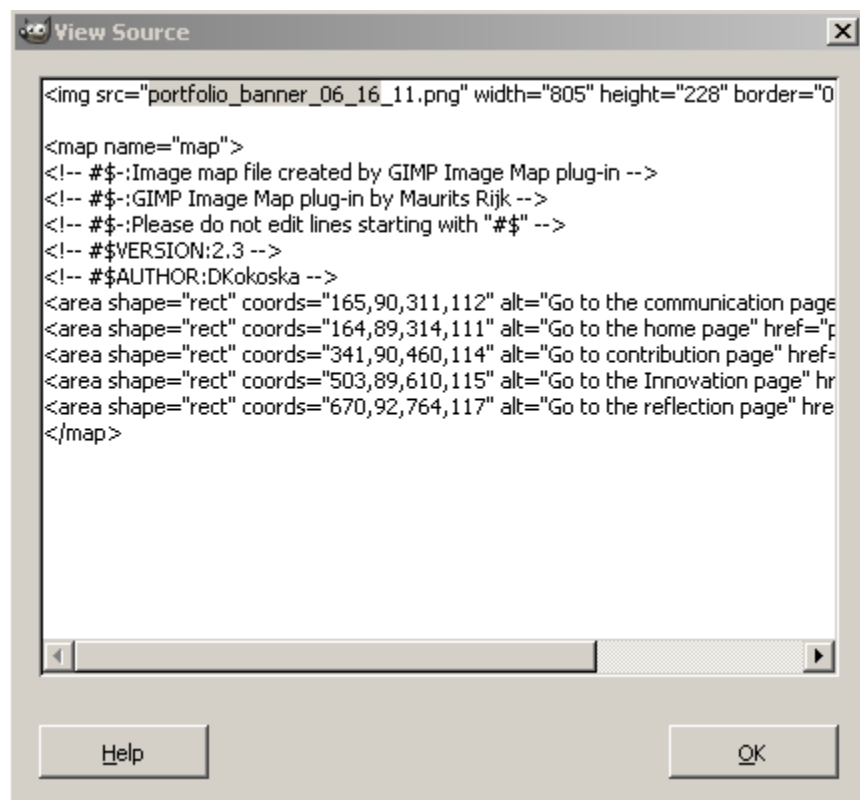 View Source
<img src="portfolio_banner_06_16_11.png" width="805" height="228" border="0
<map name="map">
<!-- #$-:Image map file created by GIMP Image Map plug-in -->
<!-- #$-:GIMP Image Map plug-in by Maurits Rijk -->
<!-- #$-:Please do not edit lines starting with "#$" -->
<!-- #$VERSION:2.3 -->
<!-- #$AUTHOR:DKokoska -->
<area shape="rect" coords="165,90,311,112" alt="Go to the communication page
<area shape="rect" coords="164,89,314,111" alt="Go to the home page" href="p
<area shape="rect" coords="341,90,460,114" alt="Go to contribution page" href=
<area shape="rect" coords="503,89,610,115" alt="Go to the Innovation page" hr
<area shape="rect" coords="670,92,764,117" alt="Go to the reflection page" hre
</map>
Help OK